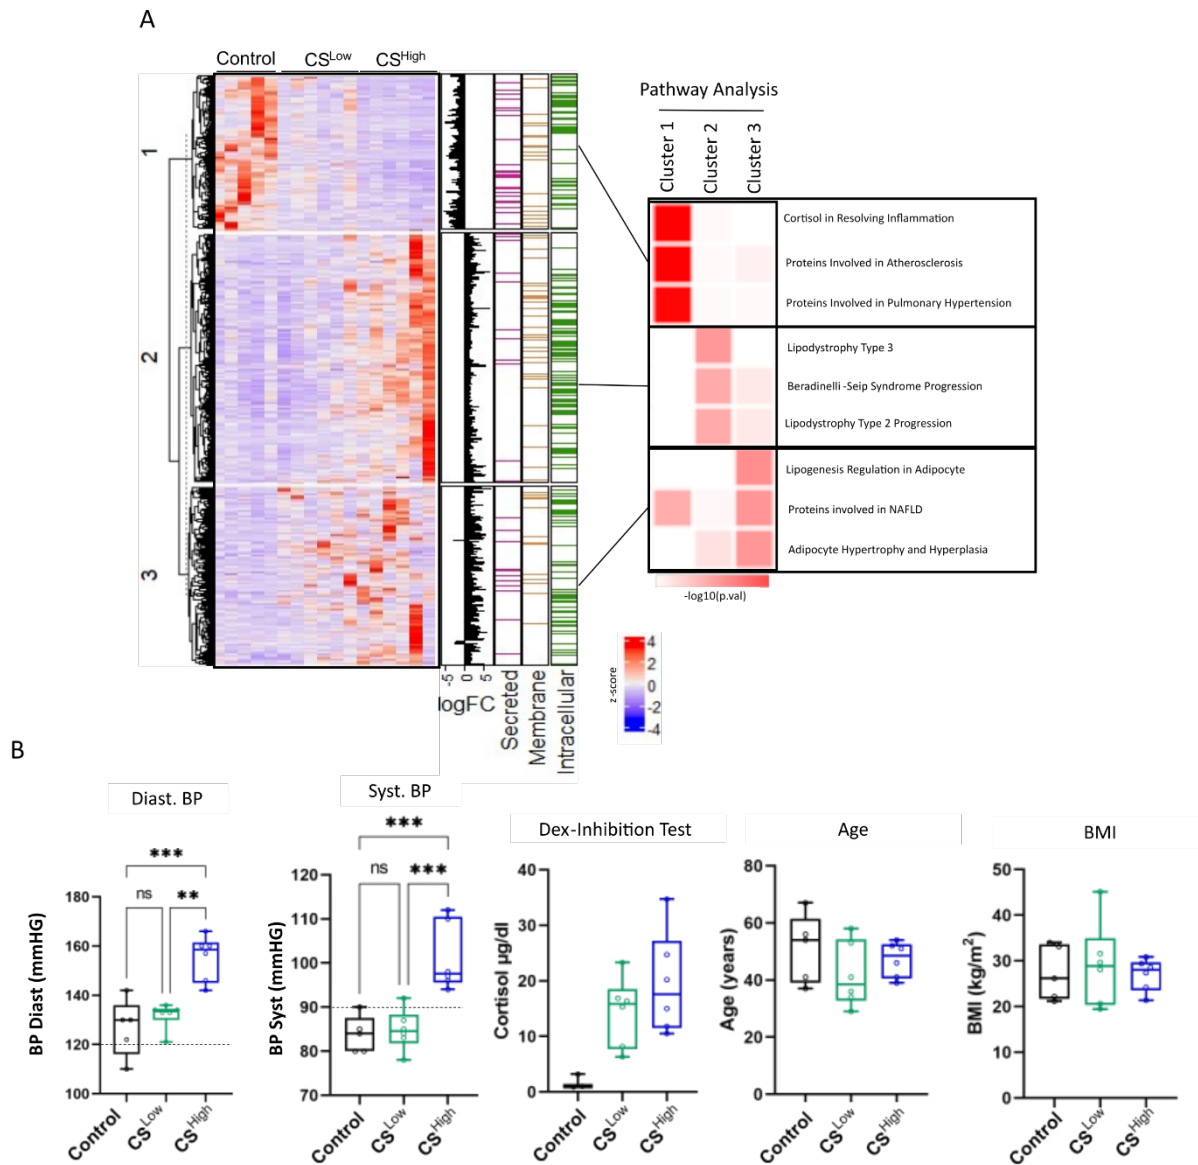 A
Control CSLow CSHigh
Pathway Analysis
Cluster 1
Cluster 2
Cluster 3
1
2
3
Cortisol in Resolving Inflammation
Proteins Involved in Atherosclerosis
Proteins Involved in Pulmonary Hypertension
Lipodystrophy Type 3
Beradinelli -Seip Syndrome Progression
Lipodystrophy Type 2 Progression
Lipogenesis Regulation in Adipocyte
Proteins involved in NAFLD
Adipocyte Hypertrophy and Hyperplasia
-log10(p.val)
-5 0 5
logFC
Secreted
Membrane
Intracellular
z-score
4
2
0
-2
-4
B
Diast. BP
*** 
ns **
BP Diast (mmHG)
180
160
140
120
100
Control CSLow CSHigh
Syst. BP
***
ns ***
BP Syst (mmHG)
120
110
100
90
80
70
Control CSLow CSHigh
Dex-Inhibition Test
Cortisol µg/dl
40
30
20
10
0
Control CSLow CSHigh
Age
Age (years)
80
60
40
20
0
Control CSLow CSHigh
BMI
BMI (kg/m2)
50
40
30
20
10
0
Control CSLow CSHigh